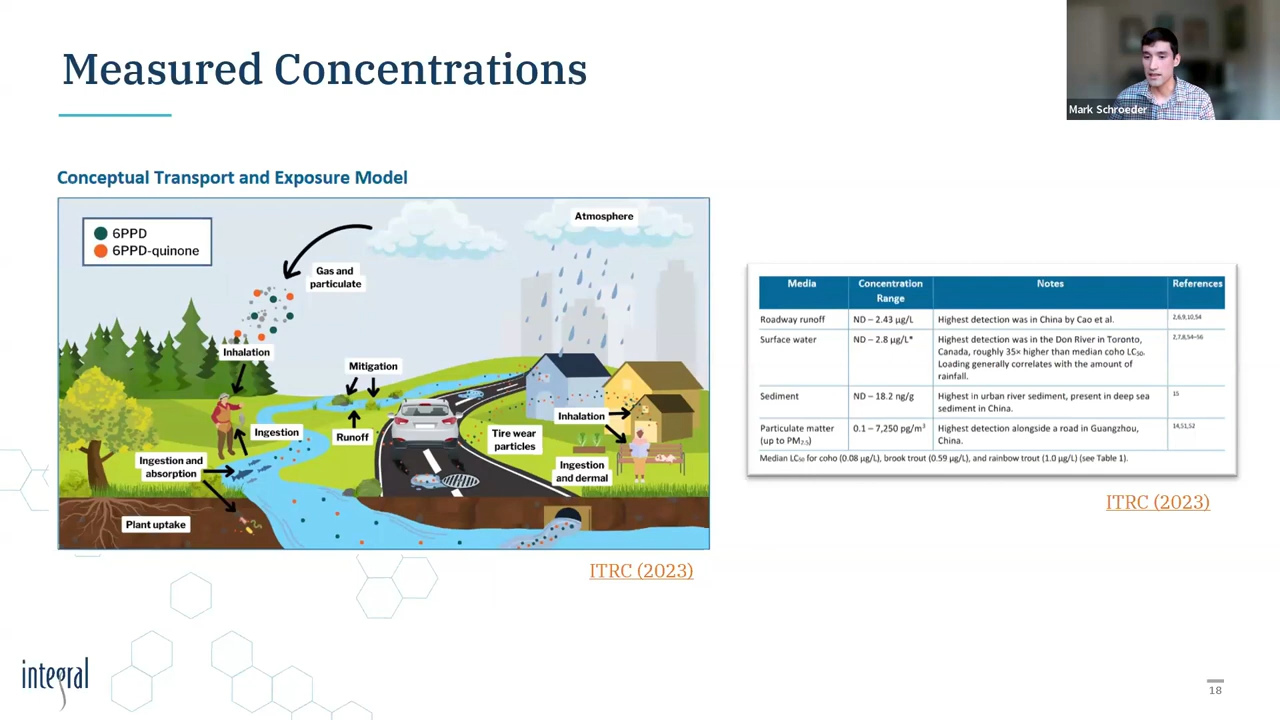 Measured Concentrations
Mark Schroeder
Conceptual Transport and Exposure Model
6PPD
6PPD-quinone
Atmosphere
Gas and
particulate
Inhalation
Mitigation
Ingestion
Runoff
Tire wear
particles
Inhalation
Ingestion
and dermal
Ingestion and
absorption
Plant uptake
ITRC (2023)
Media Concentration Range Notes References
Roadway runoff ND – 2.43 µg/L Highest detection was in China by Cao et al. 2,6,9,10,54
Surface water ND – 2.8 µg/L* Highest detection was in the Don River in Toronto, 2,7,8,54–56
Canada, roughly 35× higher than median coho LC50.
Loading generally correlates with the amount of
rainfall.
Sediment ND – 18.2 ng/g Highest in urban river sediment, present in deep sea 15
sediment in China.
Particulate matter 0.1 – 7,250 pg/m3 Highest detection alongside a road in Guangzhou, 14,51,52
(up to PM2.5) China.
Median LC50 for coho (0.08 µg/L), brook trout (0.59 µg/L), and rainbow trout (1.0 µg/L) (see Table 1).
ITRC (2023)
integral
18